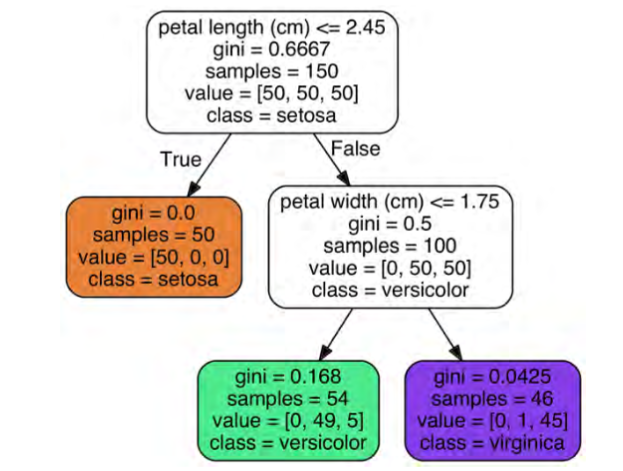 petal length (cm) <= 2.45
gini = 0.6667
samples = 150
value = [50, 50, 50]
class = setosa
True
False
gini = 0.0
samples = 50
value = [50, 0, 0]
class = setosa
petal width (cm) <= 1.75
gini = 0.5
samples = 100
value = [0, 50, 50]
class = versicolor
gini = 0.168
samples = 54
value = [0, 49, 5]
class = versicolor
gini = 0.0425
samples = 46
value = [0, 1, 45]
class = virginica